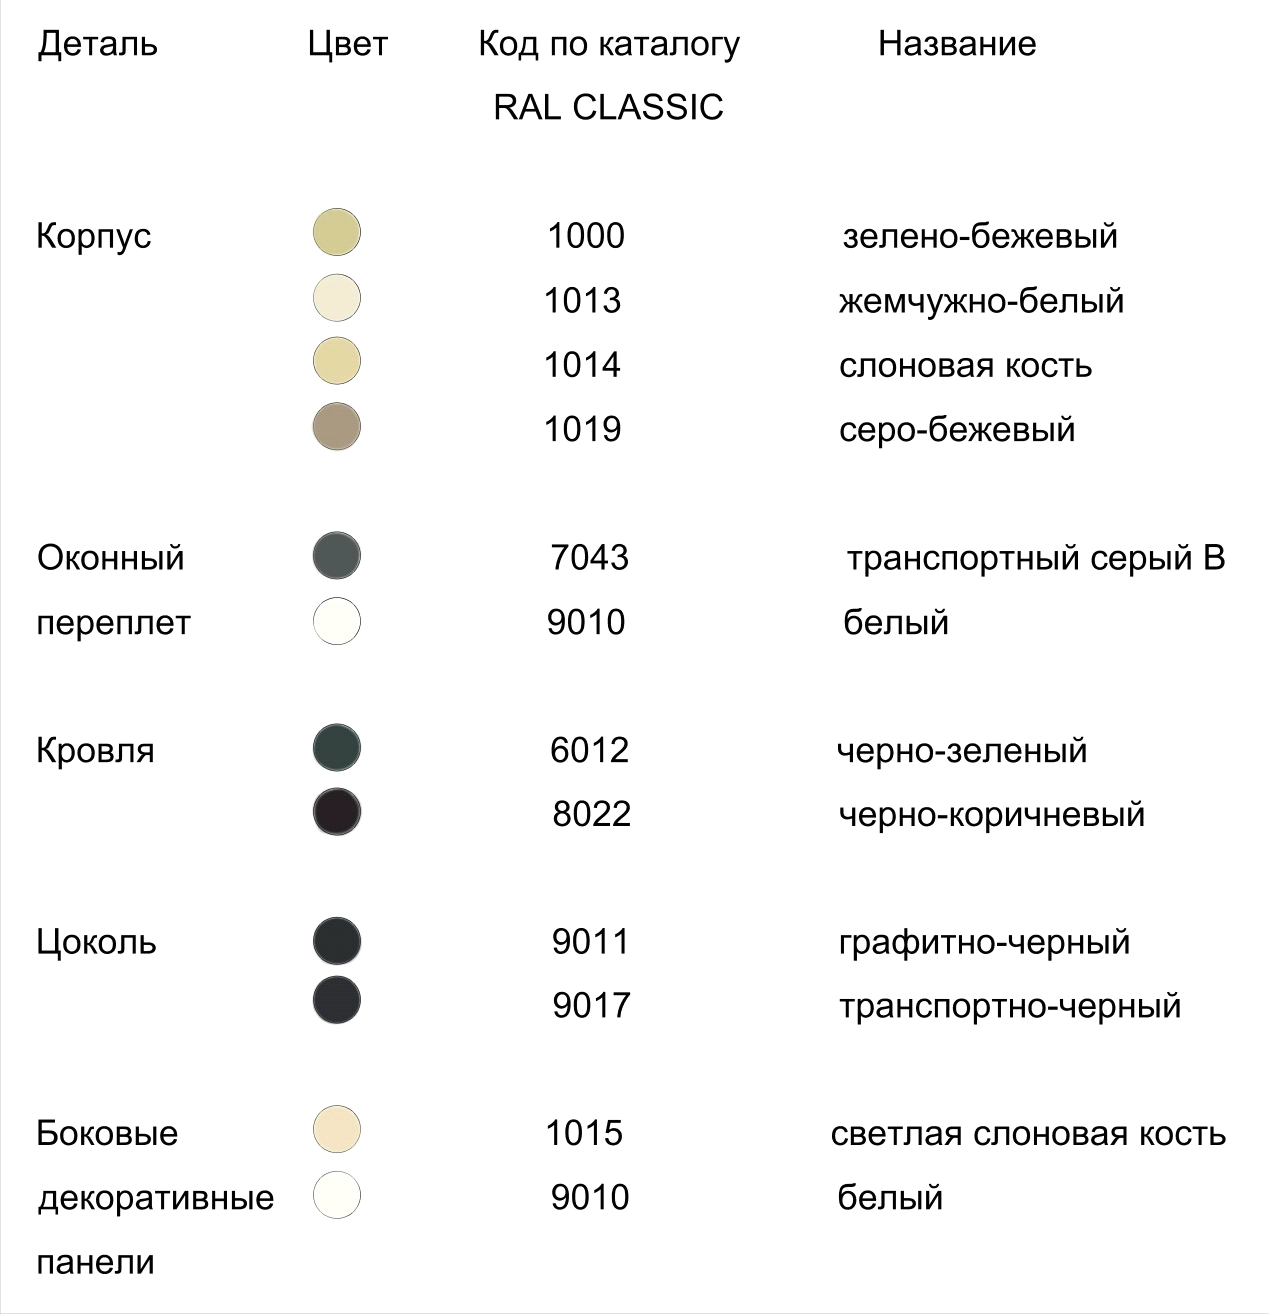 Деталь Цвет Код по каталогу Название
RAL CLASSIC
Корпус 1000 зелено-бежевый
1013 жемчужно-белый
1014 слоновая кость
1019 серо-бежевый
Оконный 7043 транспортный серый В
переплет 9010 белый
Кровля 6012 черно-зеленый
8022 черно-коричневый
Цоколь 9011 графитно-черный
9017 транспортно-черный
Боковые 1015 светлая слоновая кость
декоративные 9010 белый
панели